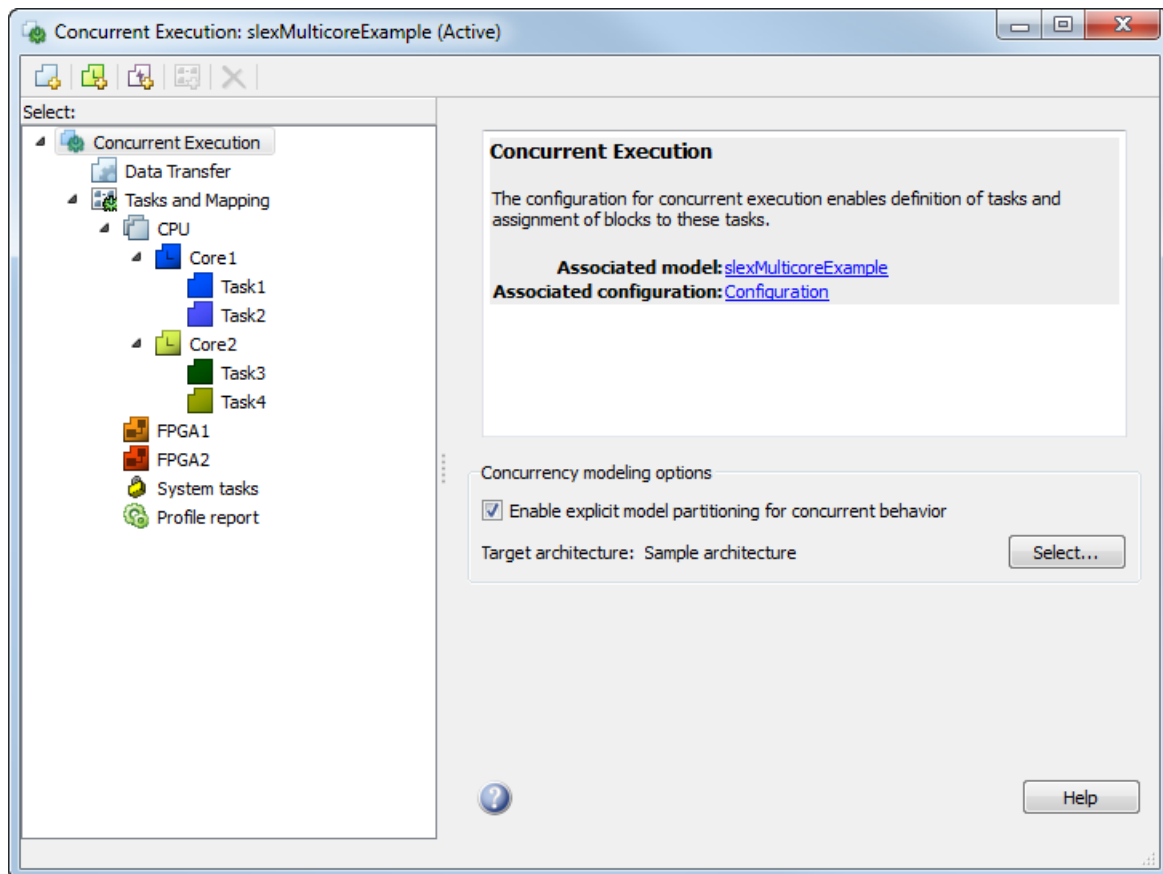 Concurrent Execution: slexMulticoreExample (Active)
Select:
Concurrent Execution
Data Transfer
Tasks and Mapping
CPU
Core1
Task1
Task2
Core2
Task3
Task4
FPGA1
FPGA2
System tasks
Profile report
Concurrent Execution
The configuration for concurrent execution enables definition of tasks and
assignment of blocks to these tasks.
Associated model: slexMulticoreExample
Associated configuration: Configuration
Concurrency modeling options
Enable explicit model partitioning for concurrent behavior
Target architecture: Sample architecture Select...
Help